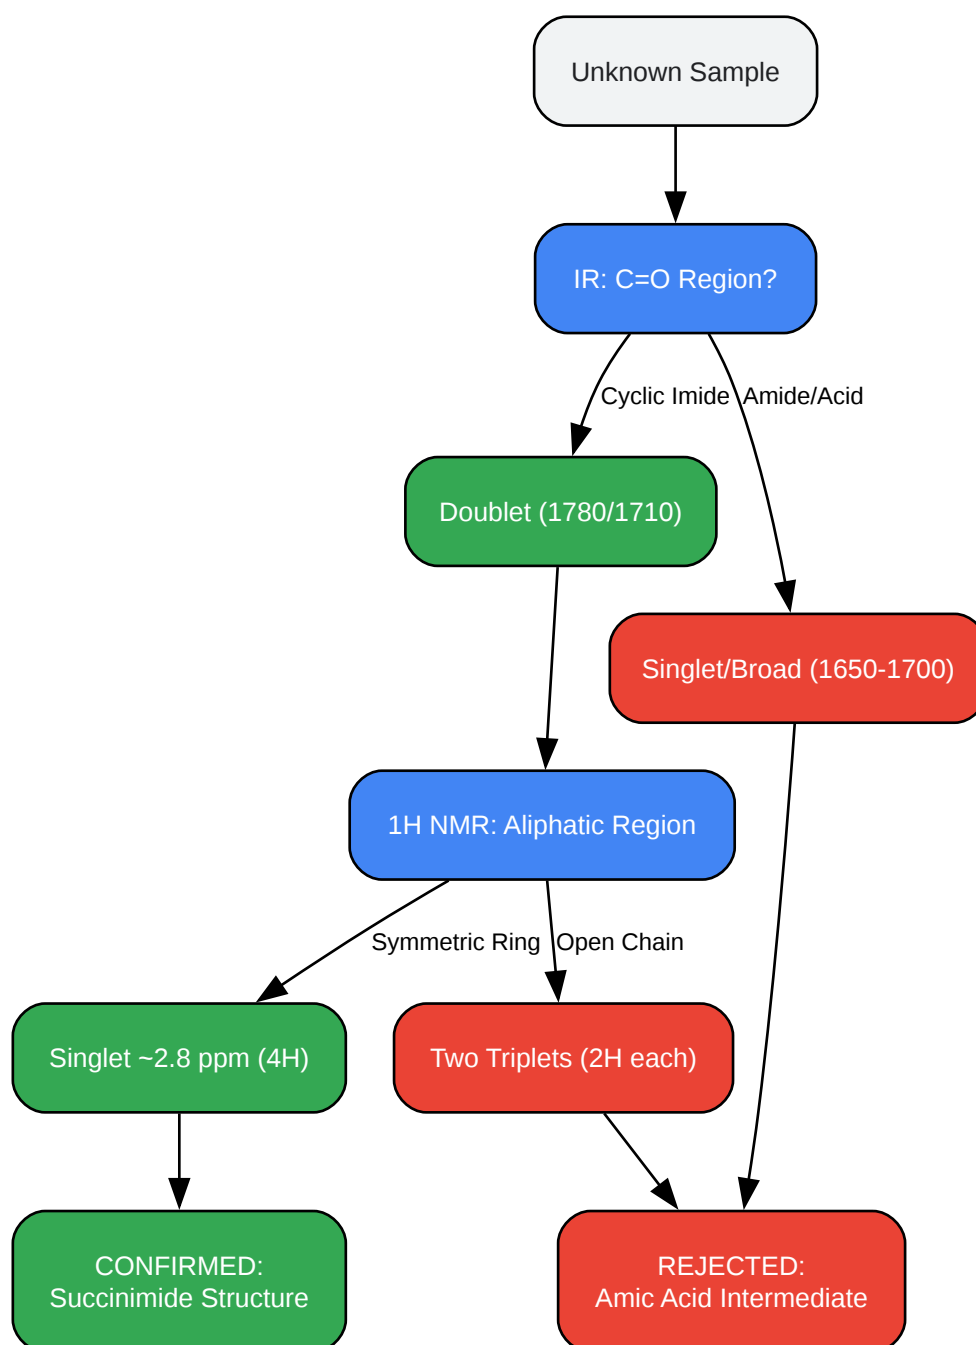 Unknown Sample
IR: C=O Region?
Cyclic Imide
Amide/Acid
Doublet (1780/1710)
Singlet/Broad (1650-1700)
1H NMR: Aliphatic Region
Symmetric Ring
Open Chain
Singlet ~2.8 ppm (4H)
Two Triplets (2H each)
CONFIRMED:
Succinimide Structure
REJECTED:
Amic Acid Intermediate